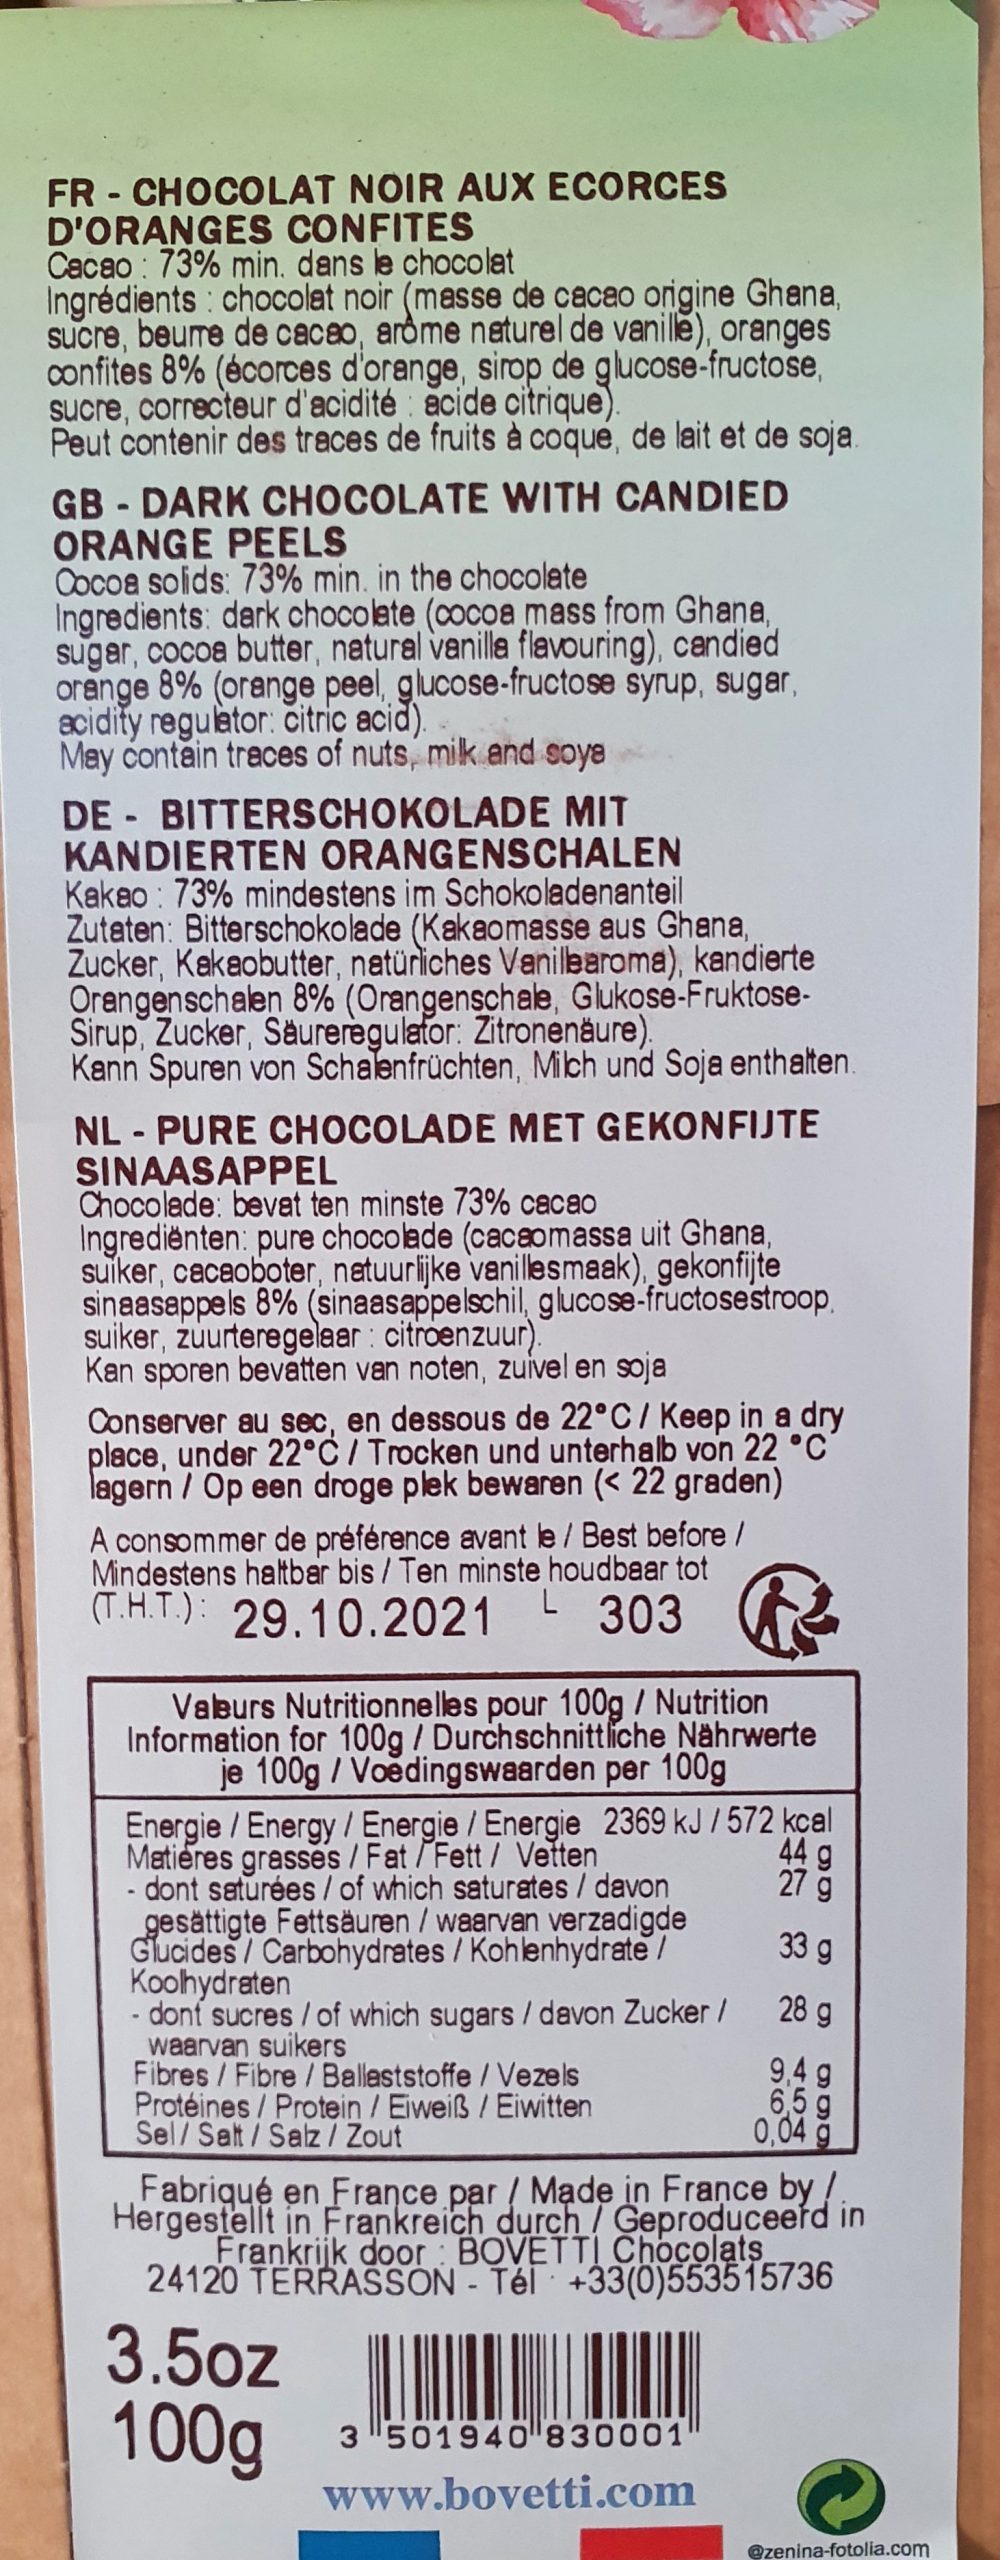 FR - CHOCOLAT NOIR AUX ECORCES
D'ORANGES CONFITES
Cacao : 73% min. dans le chocolat
Ingrédients : chocolat noir (masse de cacao origine Ghana,
sucre, beurre de cacao, arôme naturel de vanille), oranges
confites 8% (écorces d'orange, sirop de glucose-fructose,
sucre, correcteur d'acidité : acide citrique).
Peut contenir des traces de fruits à coque, de lait et de soja.
GB - DARK CHOCOLATE WITH CANDIED
ORANGE PEELS
Cocoa solids: 73% min. in the chocolate
Ingredients: dark chocolate (cocoa mass from Ghana,
sugar, cocoa butter, natural vanilla flavouring), candied
orange 8% (orange peel, glucose-fructose syrup, sugar,
acidity regulator: citric acid).
May contain traces of nuts, milk and soya
DE - BITTERSCHOKOLADE MIT
KANDIERTEN ORANGENSCHALEN
Kakao : 73% mindestens im Schokoladenanteil
Zutaten: Bitterschokolade (Kakaomasse aus Ghana,
Zucker, Kakaobutter, natürliches Vanillearoma), kandierte
Orangenschalen 8% (Orangenschale, Glukose-Fruktose-
Sirup, Zucker, Säureregulator: Zitronenäure).
Kann Spuren von Schalenfrüchten, Milch und Soja enthalten.
NL - PURE CHOCOLADE MET GEKONFIJTE
SINAASAPPEL
Chocolade: bevat ten minste 73% cacao
Ingrediënten: pure chocolade (cacaomassa uit Ghana,
suiker, cacaoboter, natuurlijke vanillesmaak), gekonfijte
sinaasappels 8% (sinaasappelschil, glucose-fructosestroop,
suiker, zuurteregelaar : citroenzuur).
Kan sporen bevatten van noten, zuivel en soja
Conserver au sec, en dessous de 22°C / Keep in a dry
place, under 22°C / Trocken und unterhalb von 22 °C
lagern / Op een droge plek bewaren (< 22 graden)
A consommer de préférence avant le / Best before /
Mindestens haltbar bis / Ten minste houdbaar tot
(T.H.T.): 29.10.2021 L 303
Valeurs Nutritionnelles pour 100g / Nutrition
Information for 100g / Durchschnittliche Nährwerte
je 100g / Voedingswaarden per 100g
Energie / Energy / Energie / Energie 2369 kJ / 572 kcal
Matières grasses / Fat / Fett / Vetten 44 g
- dont saturées / of which saturates / davon 27 g
gesättigte Fettsäuren / waarvan verzadigde
Glucides / Carbohydrates / Kohlenhydrate / 33 g
Koolhydraten
- dont sucres / of which sugars / davon Zucker / 28 g
waarvan suikers
Fibres / Fibre / Ballaststoffe / Vezels 9,4 g
Protéines / Protein / Eiweiß / Eiwitten 6,5 g
Sel / Salt / Salz / Zout 0,04 g
Fabriqué en France par / Made in France by /
Hergestellt in Frankreich durch / Geproduceerd in
Frankrijk door : BOVETTI Chocolats
24120 TERRASSON - Tél : +33(0)553515736
3.5oz
100g
3 501940 830001
www.bovetti.com
@zenina-fotolia.com